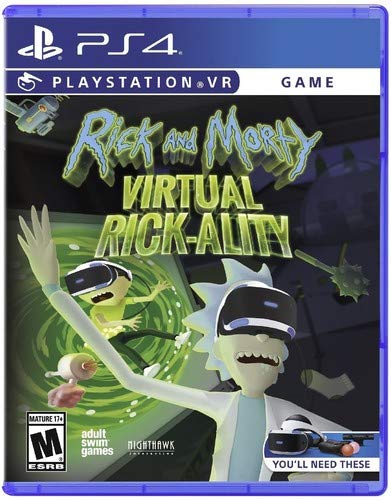 PS4
PLAYSTATION®VR
GAME
RICK AND MORTY
VIRTUAL
RICK-ALITY
MATURE 17+
M
ESRB
adult
swim
games
NIGHTHAWK
interactive
YOU'LL NEED THESE